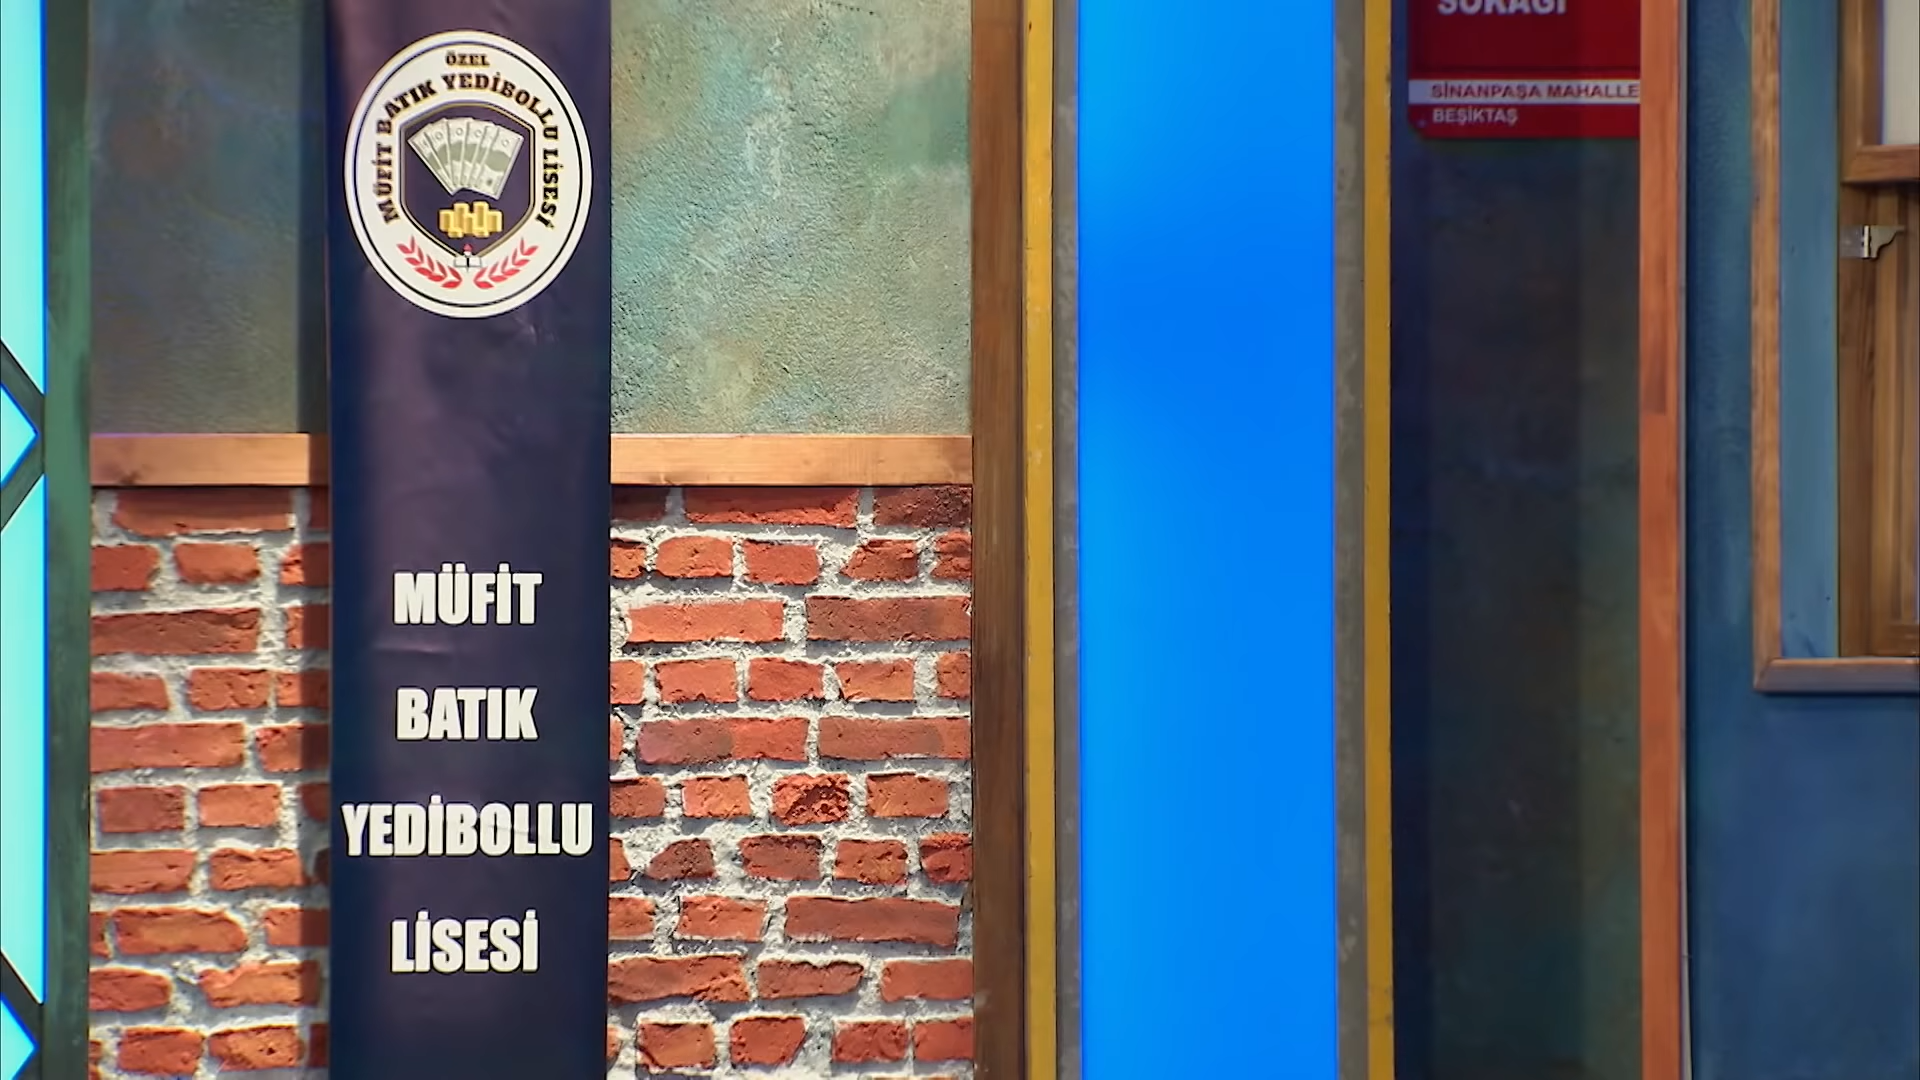 ÖZEL
MÜFİT BATIK YEDİBOLLU LİSESİ
MÜFİT
BATIK
YEDİBOLLU
LİSESİ
SOKAĞI
SİNANPAŞA MAHALLE
BEŞİKTAŞ